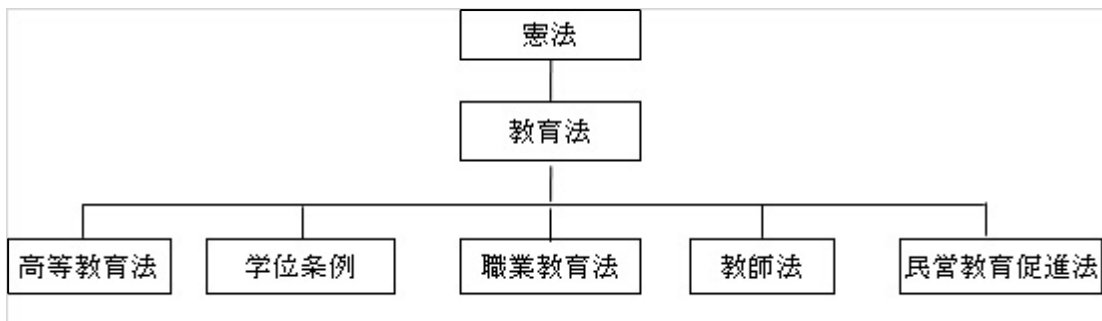 憲法
教育法
高等教育法
学位条例
職業教育法
教師法
民営教育促進法